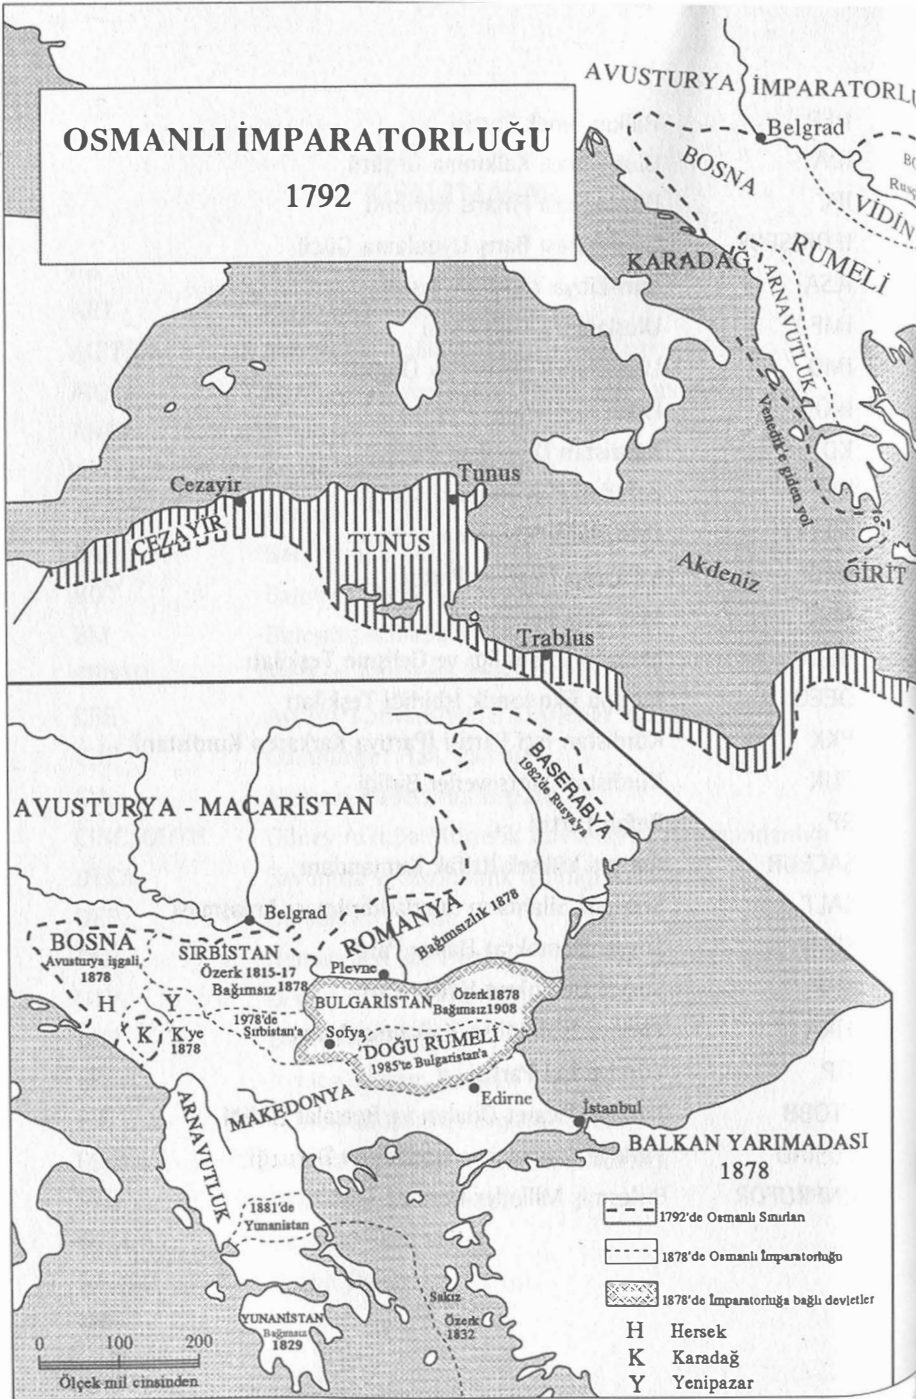 OSMANLI İMPARATORLUĞU
1792
AVUSTURYA İMPARATORLU
Belgrad
BOSNA
VİDİN
RUMELİ
KARADAĞ
ARNAVUTLUK
Venedik'e giden yol
Cezayir
Tunus
CEZAYİR
TUNUS
Akdeniz
GİRİT
Trablus
AVUSTURYA - MACARİSTAN
BASERABYA
1982'de Rusya'ya
Belgrad
ROMANYA
Bağımsızlık 1878
BOSNA
Avusturya işgali,
1878
SIRBİSTAN
Özerk 1815-17
Bağımsız 1878
Plevne
H
Y
K
K'ye
1878
1978'de
Sırbistan'a
BULGARİSTAN
Özerk 1878
Bağımsız 1908
Sofya
DOĞU RUMELİ
1985'te Bulgaristan'a
MAKEDONYA
Edirne
İstanbul
ARNAVUTLUK
1881'de
Yunanistan
Sakız
Özerk
1832
YUNANİSTAN
Bağımsız
1829
BALKAN YARIMADASI
1878
1792'de Osmanlı Sınırları
1878'de Osmanlı İmparatorluğu
1878'de İmparatorluğa bağlı devletler
H Hersek
K Karadağ
Y Yenipazar
0 100 200
Ölçek mil cinsinden